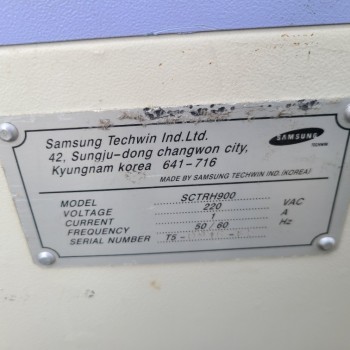 Samsung Techwin Ind.Ltd.
42, Sungju-dong changwon city,
Kyungnam korea 641-716
SAMSUNG
TECHWIN
MADE BY SAMSUNG TECHWIN IND.(KOREA)
MODEL SCTRH900
VOLTAGE 220 VAC
CURRENT 1 A
FREQUENCY 50/60 Hz
SERIAL NUMBER T5-